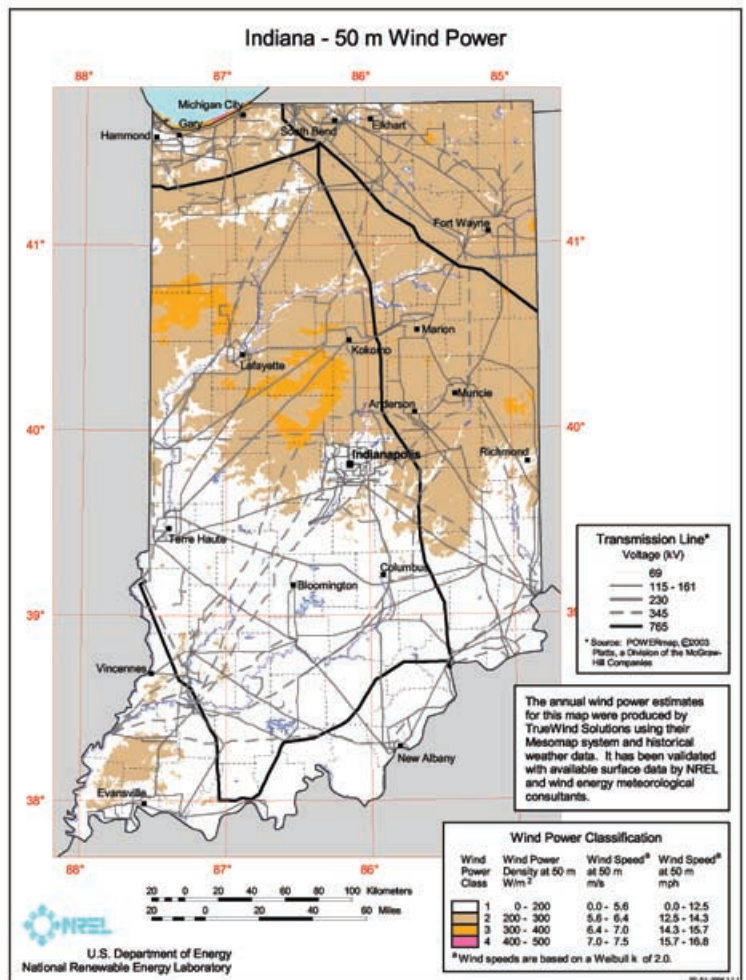 Indiana - 50 m Wind Power
88° 87° 86° 85°
Michigan City
Gary
Hammond
South Bend
Elkhart
Fort Wayne
41° 41°
Marion
Kokomo
Lafayette
Muncie
Anderson
40° 40°
Indianapolis
Richmond
Terre Haute
Columbus
Bloomington
39° 39°
Vincennes
New Albany
Evansville
38° 38°
88° 87° 86°
Transmission Line*
Voltage (kV)
69
115 - 161
230
345
765
* Source: POWERmap, ©2003
Platts, a Division of the McGraw-
Hill Companies
The annual wind power estimates
for this map were produced by
TrueWind Solutions using their
Mesomap system and historical
weather data. It has been validated
with available surface data by NREL
and wind energy meteorological
consultants.
Wind Power Classification
Wind Wind Power Wind Speed a Wind Speed a
Power Density at 50 m at 50 m at 50 m
Class W/m 2 m/s mph
1 0 - 200 0.0 - 5.6 0.0 - 12.5
2 200 - 300 5.6 - 6.4 12.5 - 14.3
3 300 - 400 6.4 - 7.0 14.3 - 15.7
4 400 - 500 7.0 - 7.5 15.7 - 16.8
a Wind speeds are based on a Weibull k of 2.0.
20 0 20 40 60 80 100 Kilometers
20 0 20 40 60 Miles
NREL
U.S. Department of Energy
National Renewable Energy Laboratory